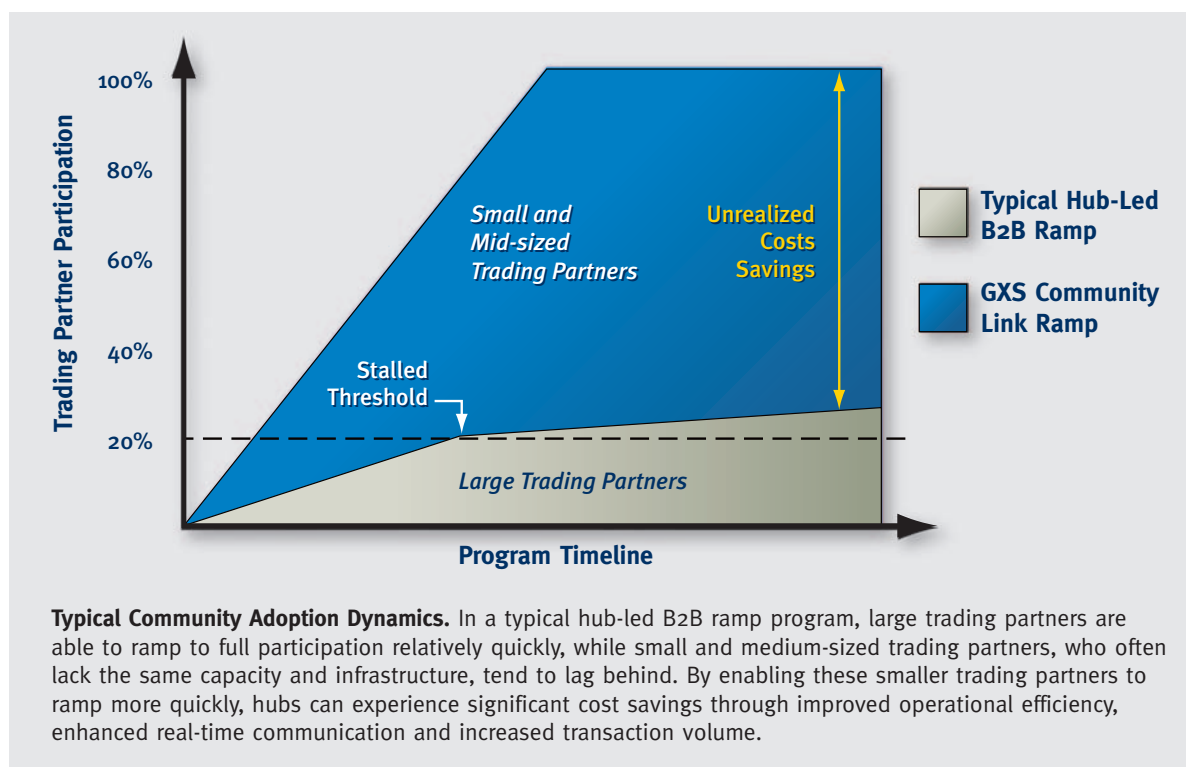 100%
80%
60%
40%
20%
Trading Partner Participation
Small and
Mid-sized
Trading Partners
Unrealized
Costs
Savings
Stalled
Threshold
Large Trading Partners
Program Timeline
Typical Hub-Led
B2B Ramp
GXS Community
Link Ramp
Typical Community Adoption Dynamics. In a typical hub-led B2B ramp program, large trading partners are
able to ramp to full participation relatively quickly, while small and medium-sized trading partners, who often
lack the same capacity and infrastructure, tend to lag behind. By enabling these smaller trading partners to
ramp more quickly, hubs can experience significant cost savings through improved operational efficiency,
enhanced real-time communication and increased transaction volume.